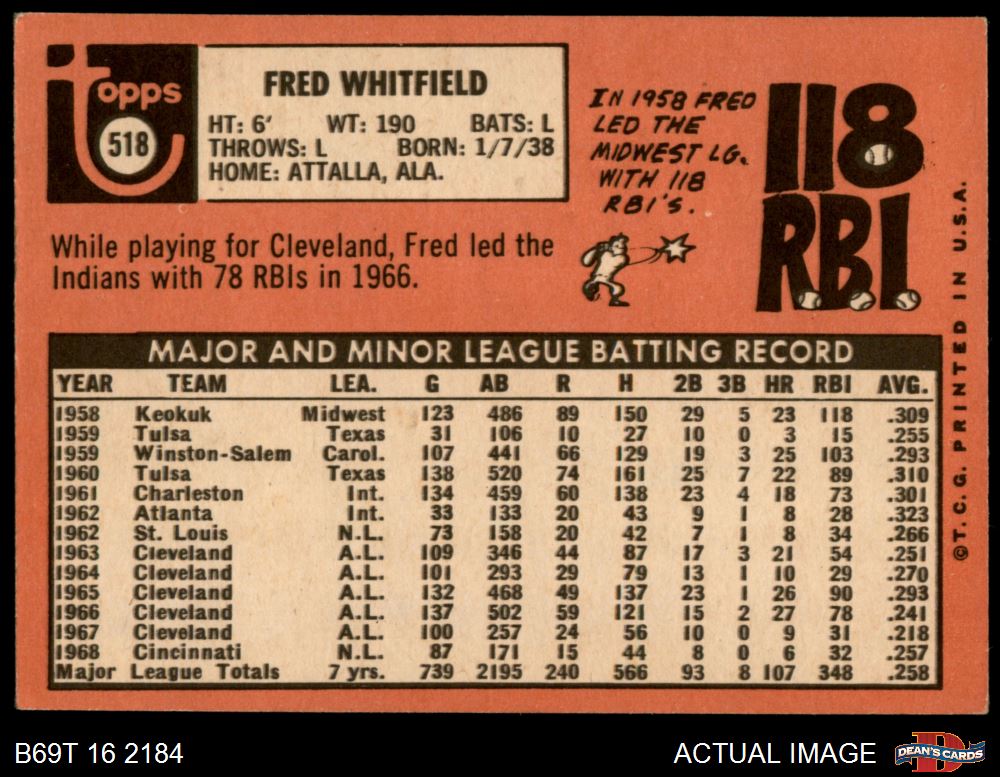 topps
518
FRED WHITFIELD
HT: 6' WT: 190 BATS: L
THROWS: L BORN: 1/7/38
HOME: ATTALLA, ALA.
IN 1958 FRED
LED THE
MIDWEST LG.
WITH 118
RBI'S.
118
RBI
While playing for Cleveland, Fred led the
Indians with 78 RBIs in 1966.
MAJOR AND MINOR LEAGUE BATTING RECORD
YEAR TEAM LEA. G AB R H 2B 3B HR RBI AVG.
1958 Keokuk Midwest 123 486 89 150 29 5 23 118 .309
1959 Tulsa Texas 31 106 10 27 10 0 3 15 .255
1959 Winston-Salem Carol. 107 441 66 129 19 3 25 103 .293
1960 Tulsa Texas 138 520 74 161 25 7 22 89 .310
1961 Charleston Int. 134 459 60 138 23 4 18 73 .301
1962 Atlanta Int. 33 133 20 43 9 1 8 28 .323
1962 St. Louis N.L. 73 158 20 42 7 1 8 34 .266
1963 Cleveland A.L. 109 346 44 87 17 3 21 54 .251
1964 Cleveland A.L. 101 293 29 79 13 1 10 29 .270
1965 Cleveland A.L. 132 468 49 137 23 1 26 90 .293
1966 Cleveland A.L. 137 502 59 121 15 2 27 78 .241
1967 Cleveland A.L. 100 257 24 56 10 0 9 31 .218
1968 Cincinnati N.L. 87 171 15 44 8 0 6 32 .257
Major League Totals 7 yrs. 739 2195 240 566 93 8 107 348 .258
©T.C.G. PRINTED IN U.S.A.
B69T 16 2184
ACTUAL IMAGE
D
DEAN'S CARDS